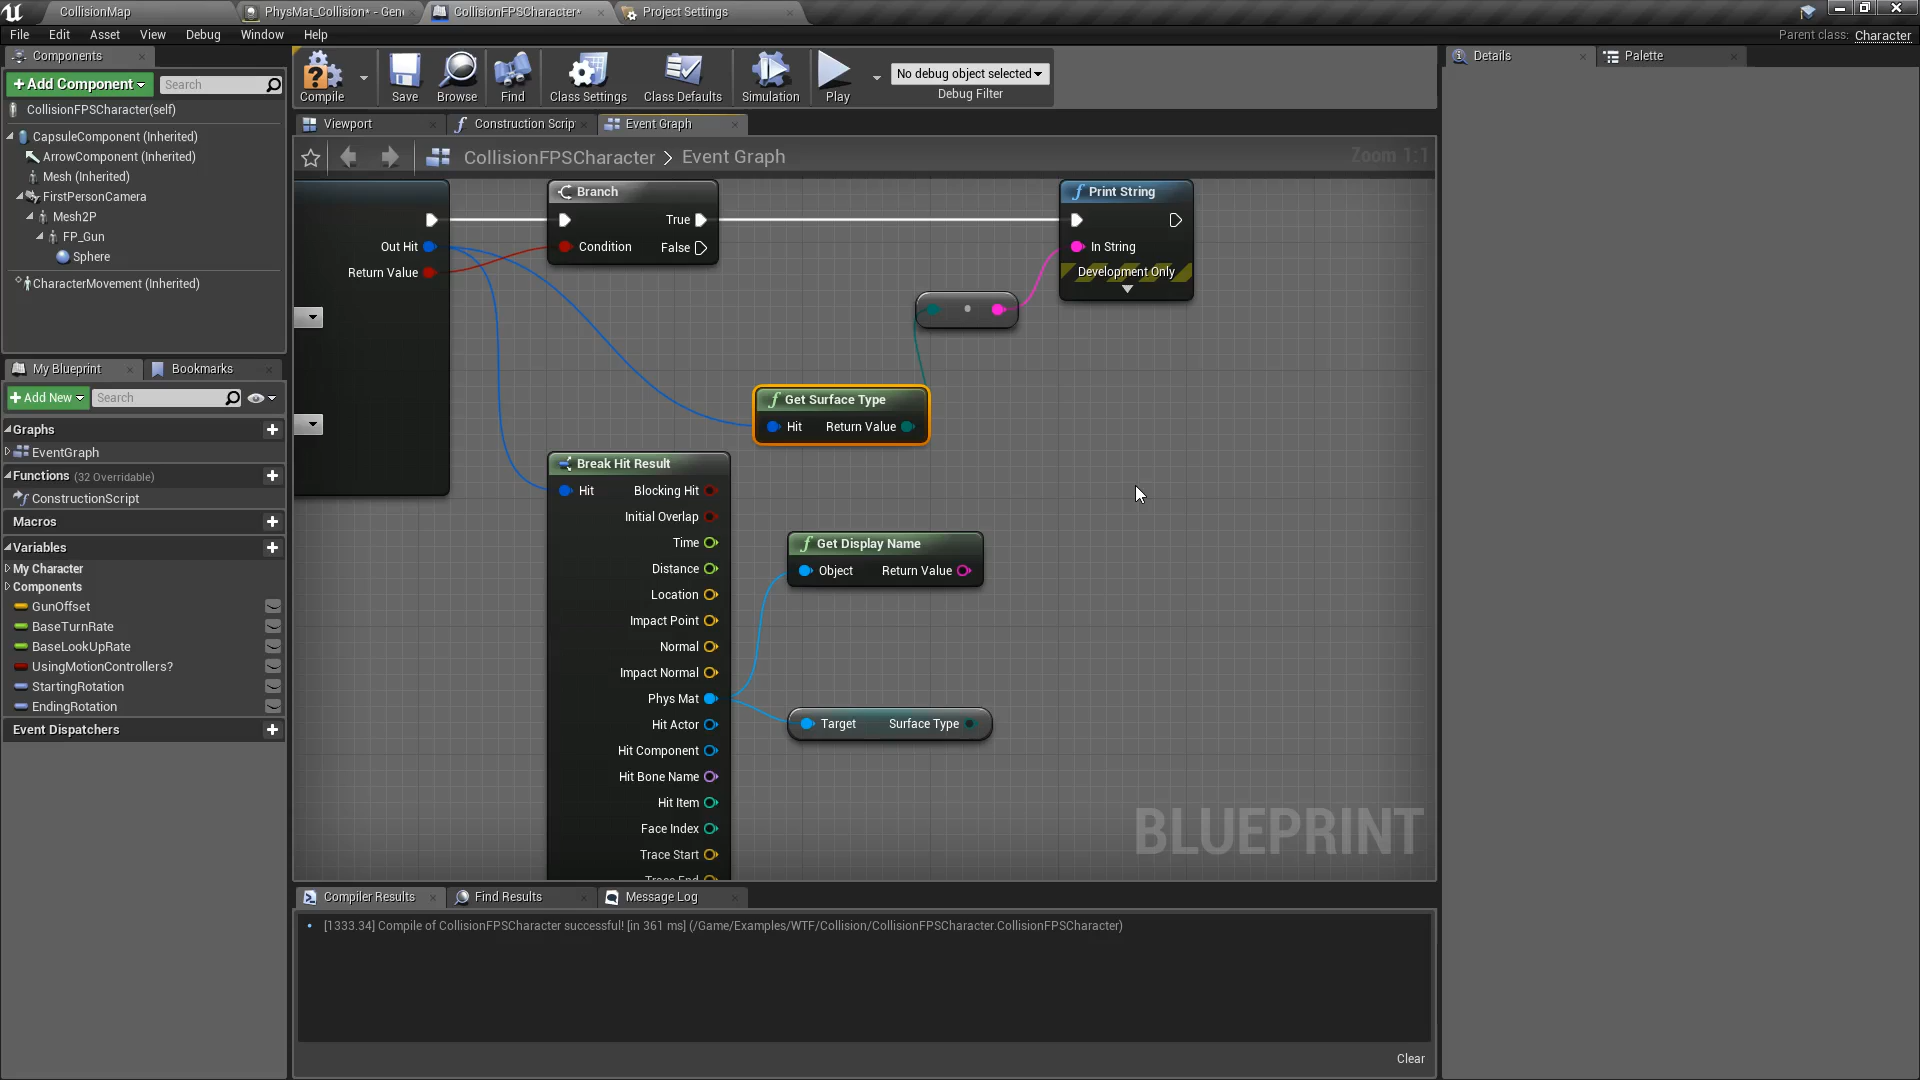 CollisionMap
PhysMat_Collision* - Gen
CollisionFPSCharacter*
Project Settings
File Edit Asset View Debug Window Help
Parent class: Character
Components
+ Add Component
Search
CollisionFPSCharacter(self)
CapsuleComponent (Inherited)
ArrowComponent (Inherited)
Mesh (Inherited)
FirstPersonCamera
Mesh2P
FP_Gun
Sphere
CharacterMovement (Inherited)
My Blueprint
Bookmarks
+ Add New
Search
Graphs
EventGraph
Functions (32 Overridable)
ConstructionScript
Macros
Variables
My Character
Components
GunOffset
BaseTurnRate
BaseLookUpRate
UsingMotionControllers?
StartingRotation
EndingRotation
Event Dispatchers
Compile
Save
Browse
Find
Class Settings
Class Defaults
Simulation
Play
No debug object selected
Debug Filter
Viewport
Construction Scrip
Event Graph
CollisionFPSCharacter > Event Graph
Zoom 1:1
Out Hit
Return Value
Branch
True
Condition False
Print String
In String
Development Only
Get Surface Type
Hit Return Value
Break Hit Result
Hit Blocking Hit
Initial Overlap
Time
Distance
Location
Impact Point
Normal
Impact Normal
Phys Mat
Hit Actor
Hit Component
Hit Bone Name
Hit Item
Face Index
Trace Start
Trace End
Get Display Name
Object Return Value
Target Surface Type
BLUEPRINT
Compiler Results
Find Results
Message Log
[1333.34] Compile of CollisionFPSCharacter successful! [in 361 ms] (/Game/Examples/WTF/Collision/CollisionFPSCharacter.CollisionFPSCharacter)
Clear
Details
Palette